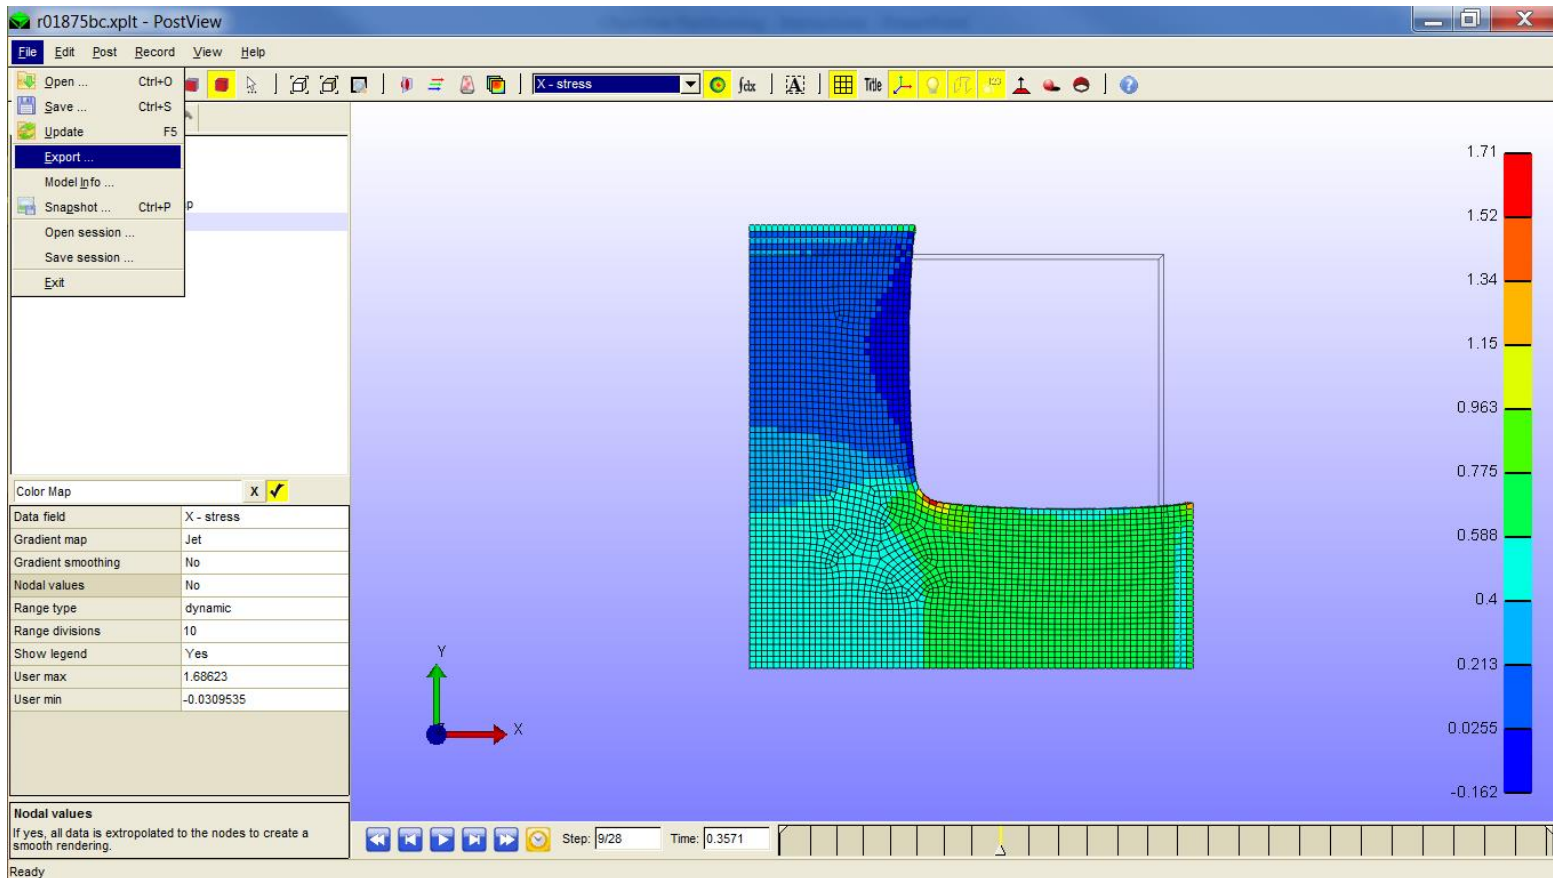 r01875bc.xplt - PostView
File Edit Post Record View Help
Open ... Ctrl+O
Save ... Ctrl+S
Update F5
Export ...
Model Info ...
Snapshot ... Ctrl+P
Open session ...
Save session ...
Exit
X - stress
∫dx
A
Title
1.71
1.52
1.34
1.15
0.963
0.775
0.588
0.4
0.213
0.0255
-0.162
Y
X
Color Map X
Data field X - stress
Gradient map Jet
Gradient smoothing No
Nodal values No
Range type dynamic
Range divisions 10
Show legend Yes
User max 1.68623
User min -0.0309535
Nodal values
If yes, all data is extropolated to the nodes to create a
smooth rendering.
Step: 9/28 Time: 0.3571
Ready